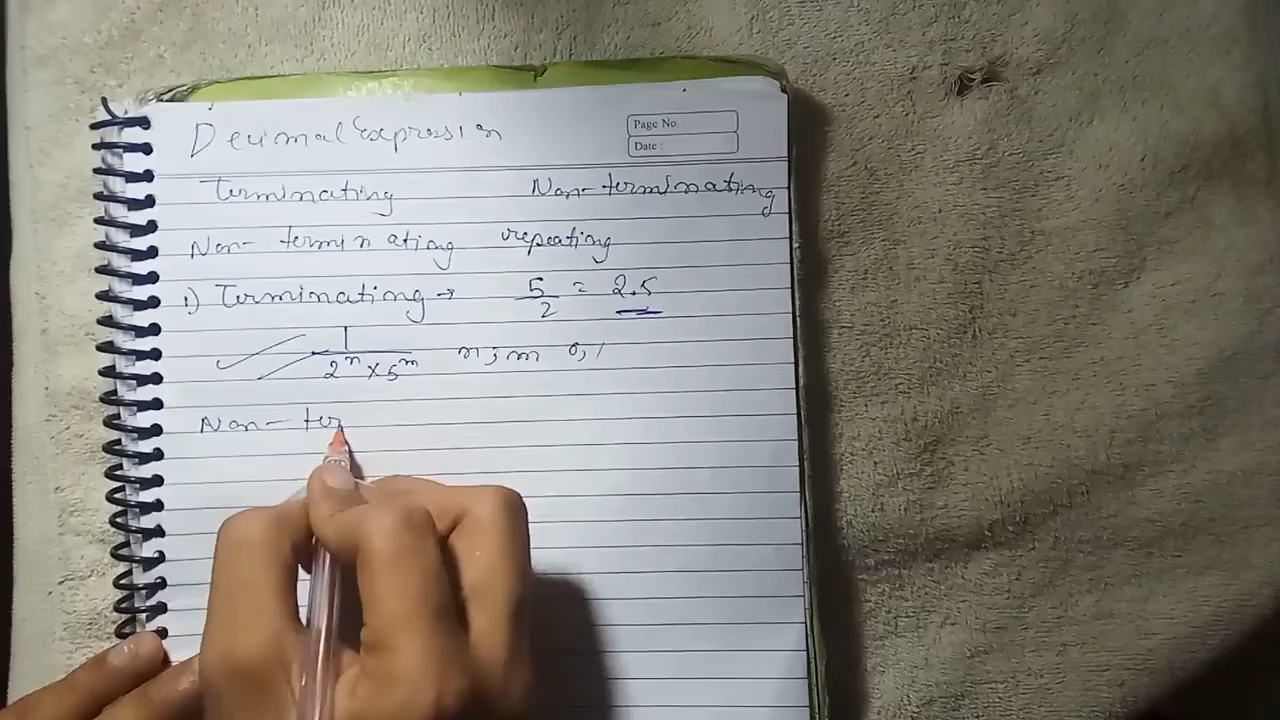 Decimal Expression
Page No.
Date :
Terminating Non-terminating
Non-terminating repeating
1) Terminating → 5/2 = 2.5
1/2ⁿ × 5ᵐ n, m 0, 1
Non-ter